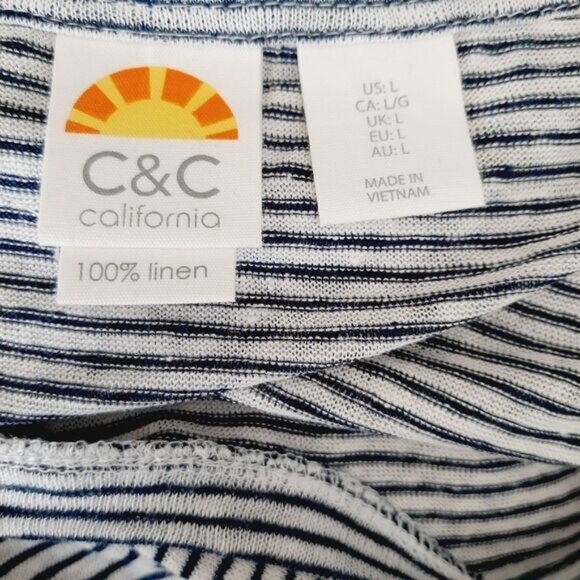 C&C
california
100% linen
US: L
CA: L/G
UK: L
EU: L
AU: L
MADE IN
VIETNAM